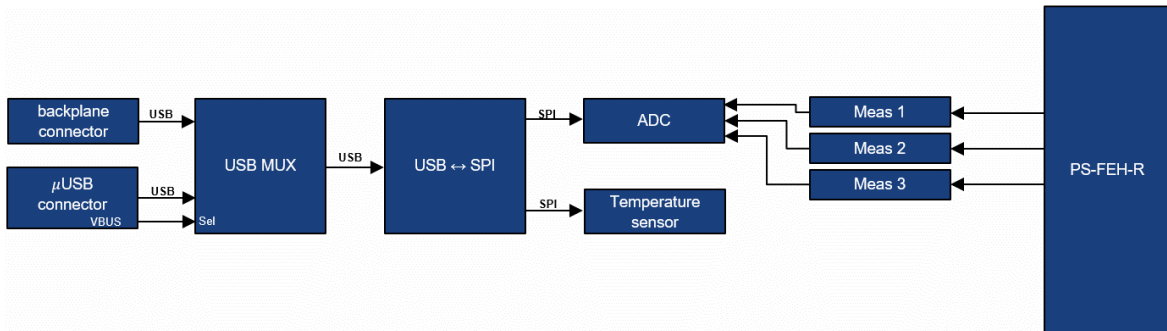 backplane
connector
USB
μUSB
connector
USB
VBUS
Sel
USB MUX
USB
USB ↔ SPI
SPI
SPI
ADC
Temperature
sensor
Meas 1
Meas 2
Meas 3
PS-FEH-R